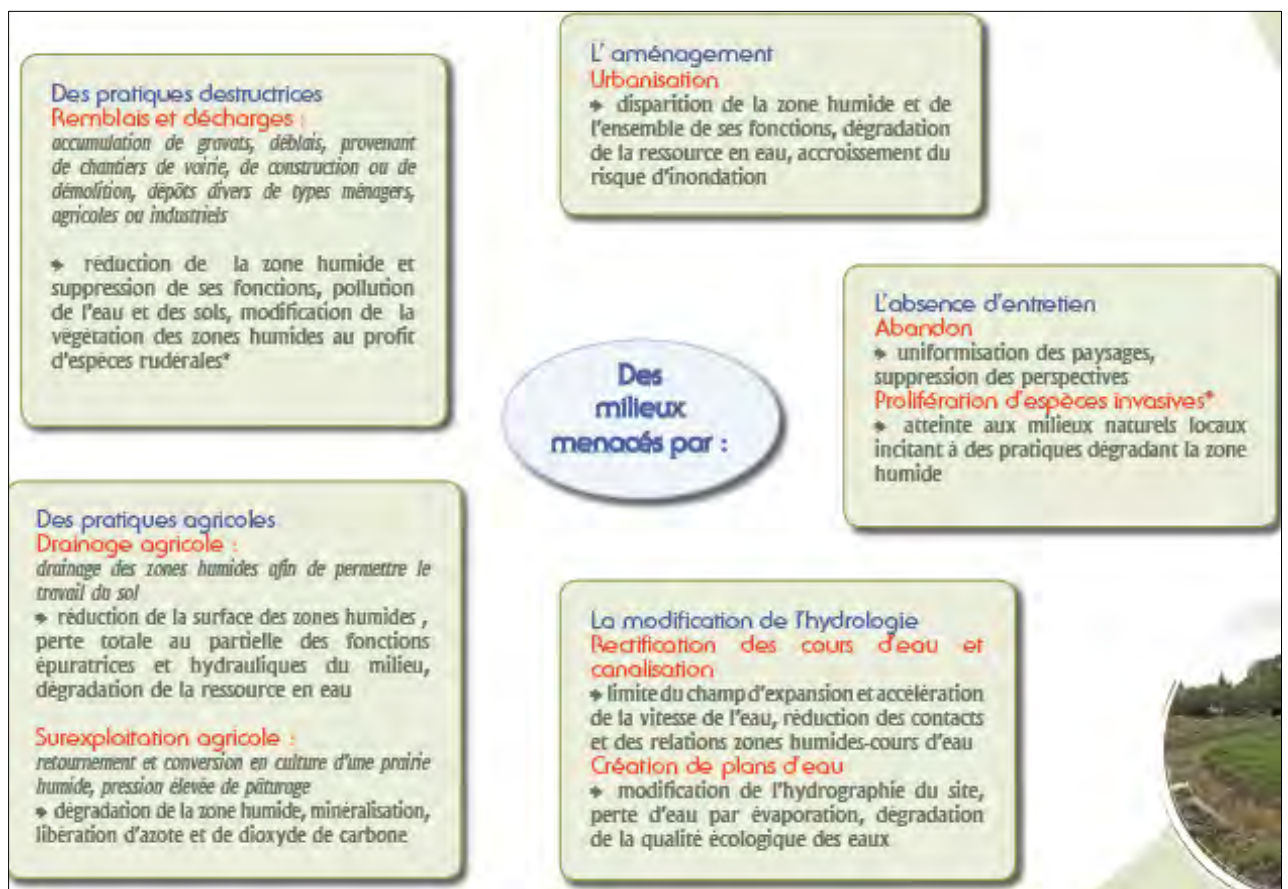 L' aménagement
Urbanisation
➧ disparition de la zone humide et de
l'ensemble de ses fonctions, dégradation
de la ressource en eau, accroissement du
risque d'inondation
Des pratiques destructrices
Remblais et décharges :
accumulation de gravats, déblais, provenant
de chantiers de voirie, de construction ou de
démolition, dépôts divers de types ménagers,
agricoles ou industriels
➧ réduction de la zone humide et
suppression de ses fonctions, pollution
de l'eau et des sols, modification de la
végétation des zones humides au profit
d'espèces rudérales*
L'absence d'entretien
Abandon
➧ uniformisation des paysages,
suppression des perspectives
Prolifération d'espèces invasives*
➧ atteinte aux milieux naturels locaux
incitant à des pratiques dégradant la zone
humide
Des
milieux
menacés par :
Des pratiques agricoles
Drainage agricole :
drainage des zones humides afin de permettre le
travail du sol
➧ réduction de la surface des zones humides ,
perte totale au partielle des fonctions
épuratrices et hydrauliques du milieu,
dégradation de la ressource en eau
Surexploitation agricole :
retournement et conversion en culture d'une prairie
humide, pression élevée de pâturage
➧ dégradation de la zone humide, minéralisation,
libération d'azote et de dioxyde de carbone
La modification de l'hydrologie
Rectification des cours d'eau et
canalisation
➧ limite du champ d'expansion et accélération
de la vitesse de l'eau, réduction des contacts
et des relations zones humides-cours d'eau
Création de plans d'eau
➧ modification de l'hydrographie du site,
perte d'eau par évaporation, dégradation
de la qualité écologique des eaux